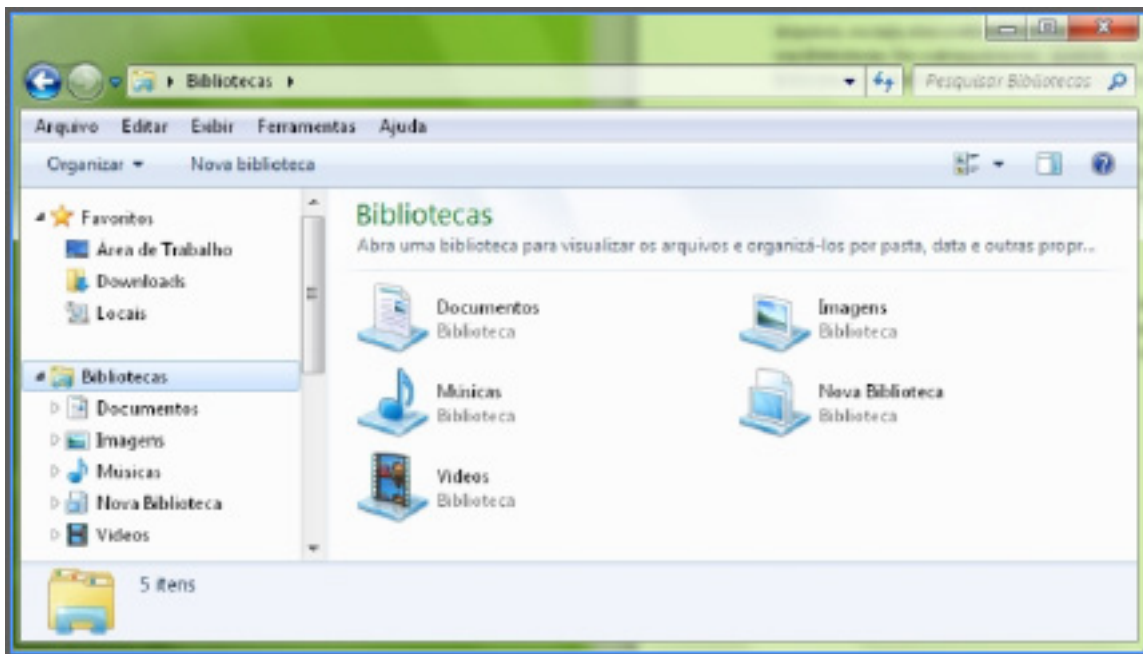 Bibliotecas
Pesquisar Bibliotecas
Arquivo Editar Exibir Ferramentas Ajuda
Organizar Nova biblioteca
Favoritos
Área de Trabalho
Downloads
Locais
Bibliotecas
Documentos
Imagens
Músicas
Nova Biblioteca
Vídeos
Bibliotecas
Abra uma biblioteca para visualizar os arquivos e organizá-los por pasta, data e outras propr...
Documentos
Biblioteca
Imagens
Biblioteca
Músicas
Biblioteca
Nova Biblioteca
Biblioteca
Vídeos
Biblioteca
5 itens